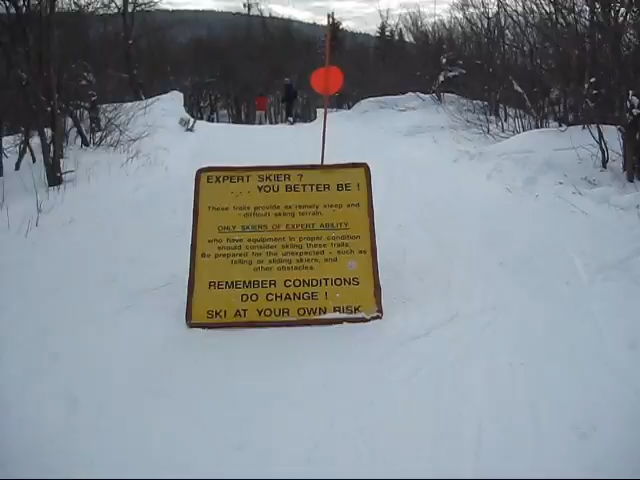 EXPERT SKIER ?
... YOU BETTER BE !
These trails provide extremely steep and
difficult skiing terrain.
ONLY SKIERS OF EXPERT ABILITY
who have equipment in proper condition
should consider skiing these trails.
Be prepared for the unexpected - such as
falling or sliding skiers, and
other obstacles.
REMEMBER CONDITIONS
DO CHANGE !
SKI AT YOUR OWN RISK